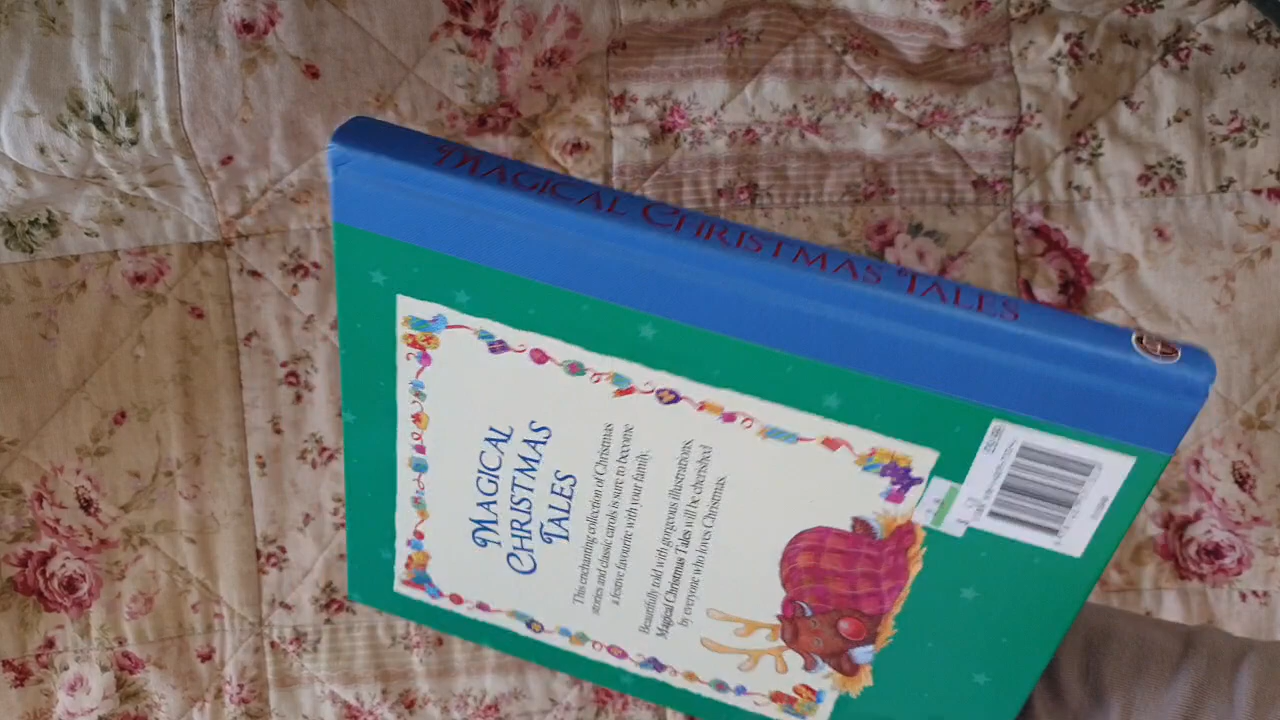 MAGICAL CHRISTMAS TALES
MAGICAL
CHRISTMAS
TALES
This enchanting collection of Christmas
stories and classic carols is sure to become
a festive favourite with your family.
Beautifully told with gorgeous illustrations,
Magical Christmas Tales will be cherished
by everyone who loves Christmas.